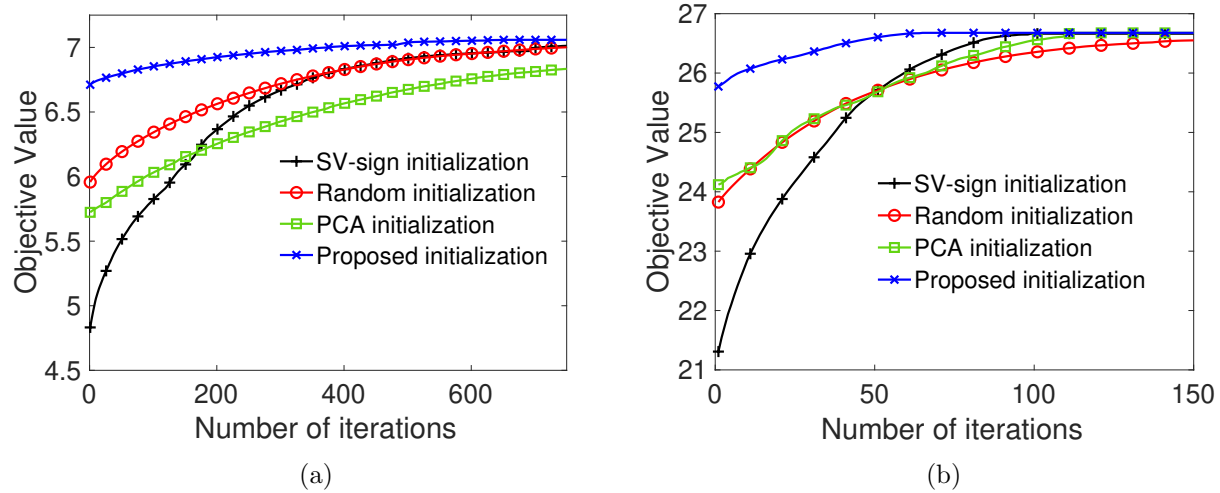 Objective Value
7
6.5
6
5.5
5
4.5
0
200
400
600
Number of iterations
SV-sign initialization
Random initialization
PCA initialization
Proposed initialization
(a)
Objective Value
27
26
25
24
23
22
21
0
50
100
150
Number of iterations
SV-sign initialization
Random initialization
PCA initialization
Proposed initialization
(b)